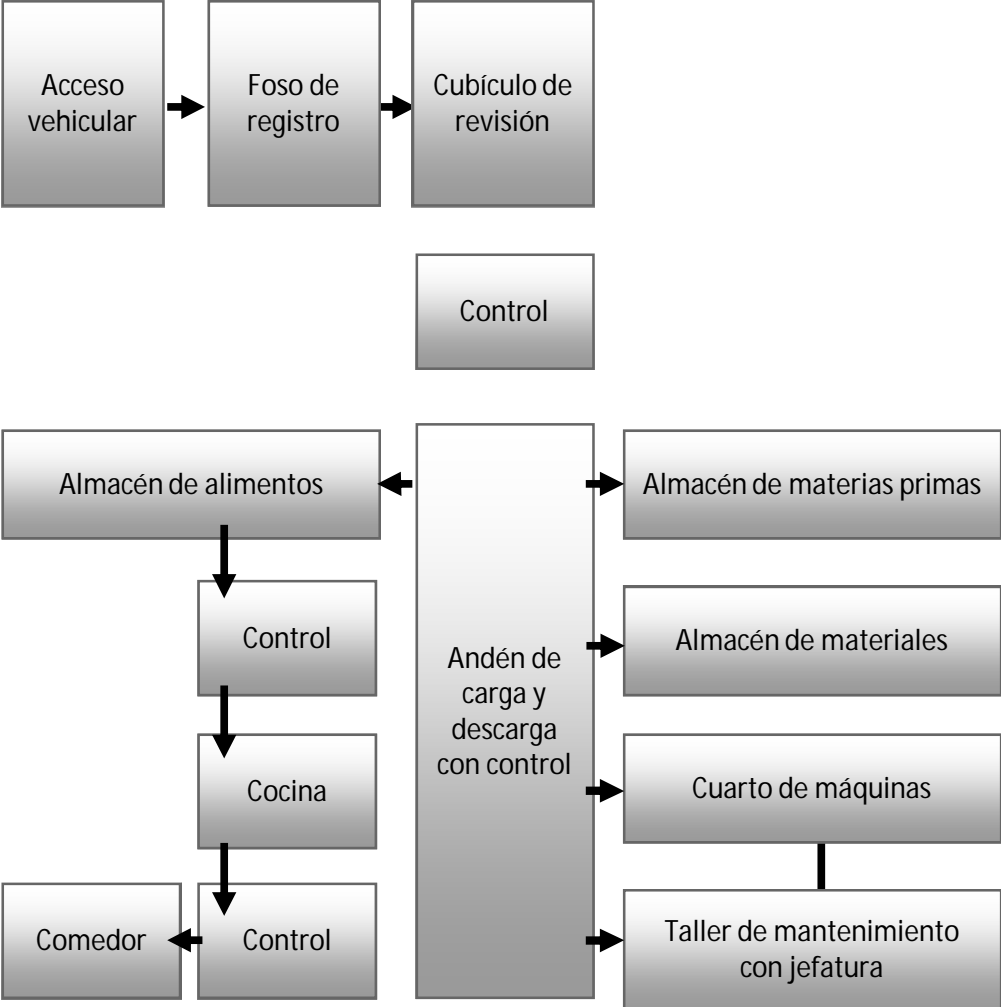 Acceso
vehicular
Foso de
registro
Cubículo de
revisión
Control
Almacén de alimentos
Almacén de materias primas
Control
Almacén de materiales
Andén de
carga y
descarga
con control
Cocina
Cuarto de máquinas
Comedor
Control
Taller de mantenimiento
con jefatura